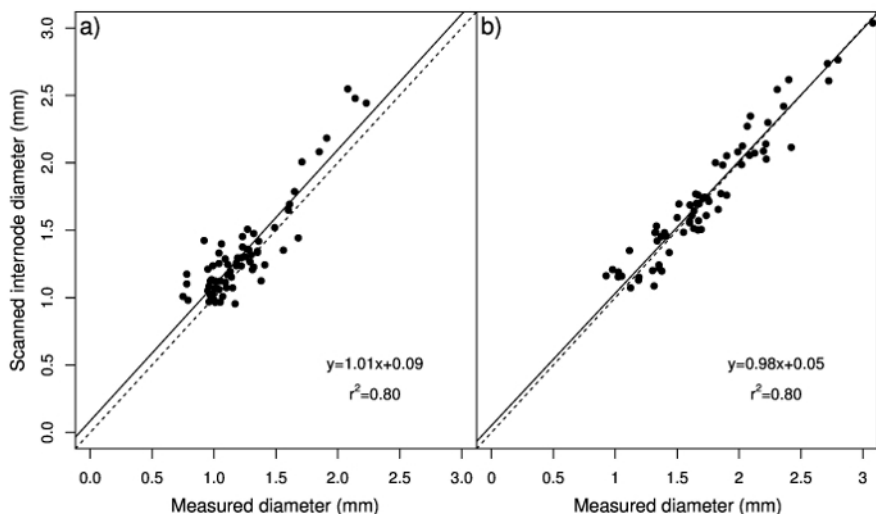 a)
b)
Scanned internode diameter (mm)
3.0
2.5
2.0
1.5
1.0
0.5
0.0
y=1.01x+0.09
r²=0.80
y=0.98x+0.05
r²=0.80
0.0 0.5 1.0 1.5 2.0 2.5 3.0
0 1 1.5 2 2.5 3
Measured diameter (mm)
Measured diameter (mm)